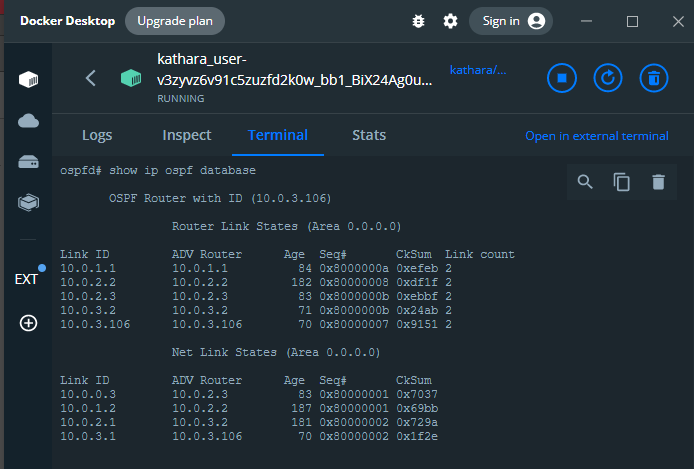 Docker Desktop Upgrade plan Sign in
kathara_user-
v3zyvz6v91c5zuzfd2k0w_bb1_BiX24Ag0u... kathara/...
RUNNING
Logs Inspect Terminal Stats Open in external terminal
ospfd# show ip ospf database
OSPF Router with ID (10.0.3.106)
Router Link States (Area 0.0.0.0)
Link ID ADV Router Age Seq# CkSum Link count
10.0.1.1 10.0.1.1 84 0x8000000a 0xefeb 2
10.0.2.2 10.0.2.2 182 0x80000008 0xdf1f 2
10.0.2.3 10.0.2.3 83 0x8000000b 0xebbf 2
10.0.3.2 10.0.3.2 71 0x8000000b 0x24ab 2
10.0.3.106 10.0.3.106 70 0x80000007 0x9151 2
Net Link States (Area 0.0.0.0)
Link ID ADV Router Age Seq# CkSum
10.0.0.3 10.0.2.3 83 0x80000001 0x7037
10.0.1.2 10.0.2.2 187 0x80000001 0x69bb
10.0.2.1 10.0.3.2 181 0x80000002 0x729a
10.0.3.1 10.0.3.106 70 0x80000002 0x1f2e
EXT